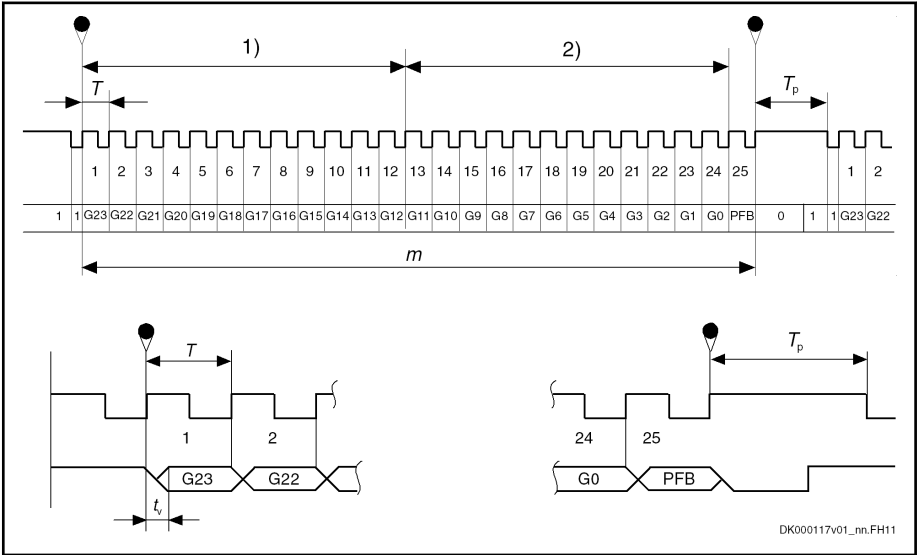 1) 2)
T Tp
1 2 3 4 5 6 7 8 9 10 11 12 13 14 15 16 17 18 19 20 21 22 23 24 25 1 2
1 1 G23 G22 G21 G20 G19 G18 G17 G16 G15 G14 G13 G12 G11 G10 G9 G8 G7 G6 G5 G4 G3 G2 G1 G0 PFB 0 1 1 G23 G22
m
T Tp
1 2 24 25
G23 G22 G0 PFB
tv
DK000117v01_nn.FH11